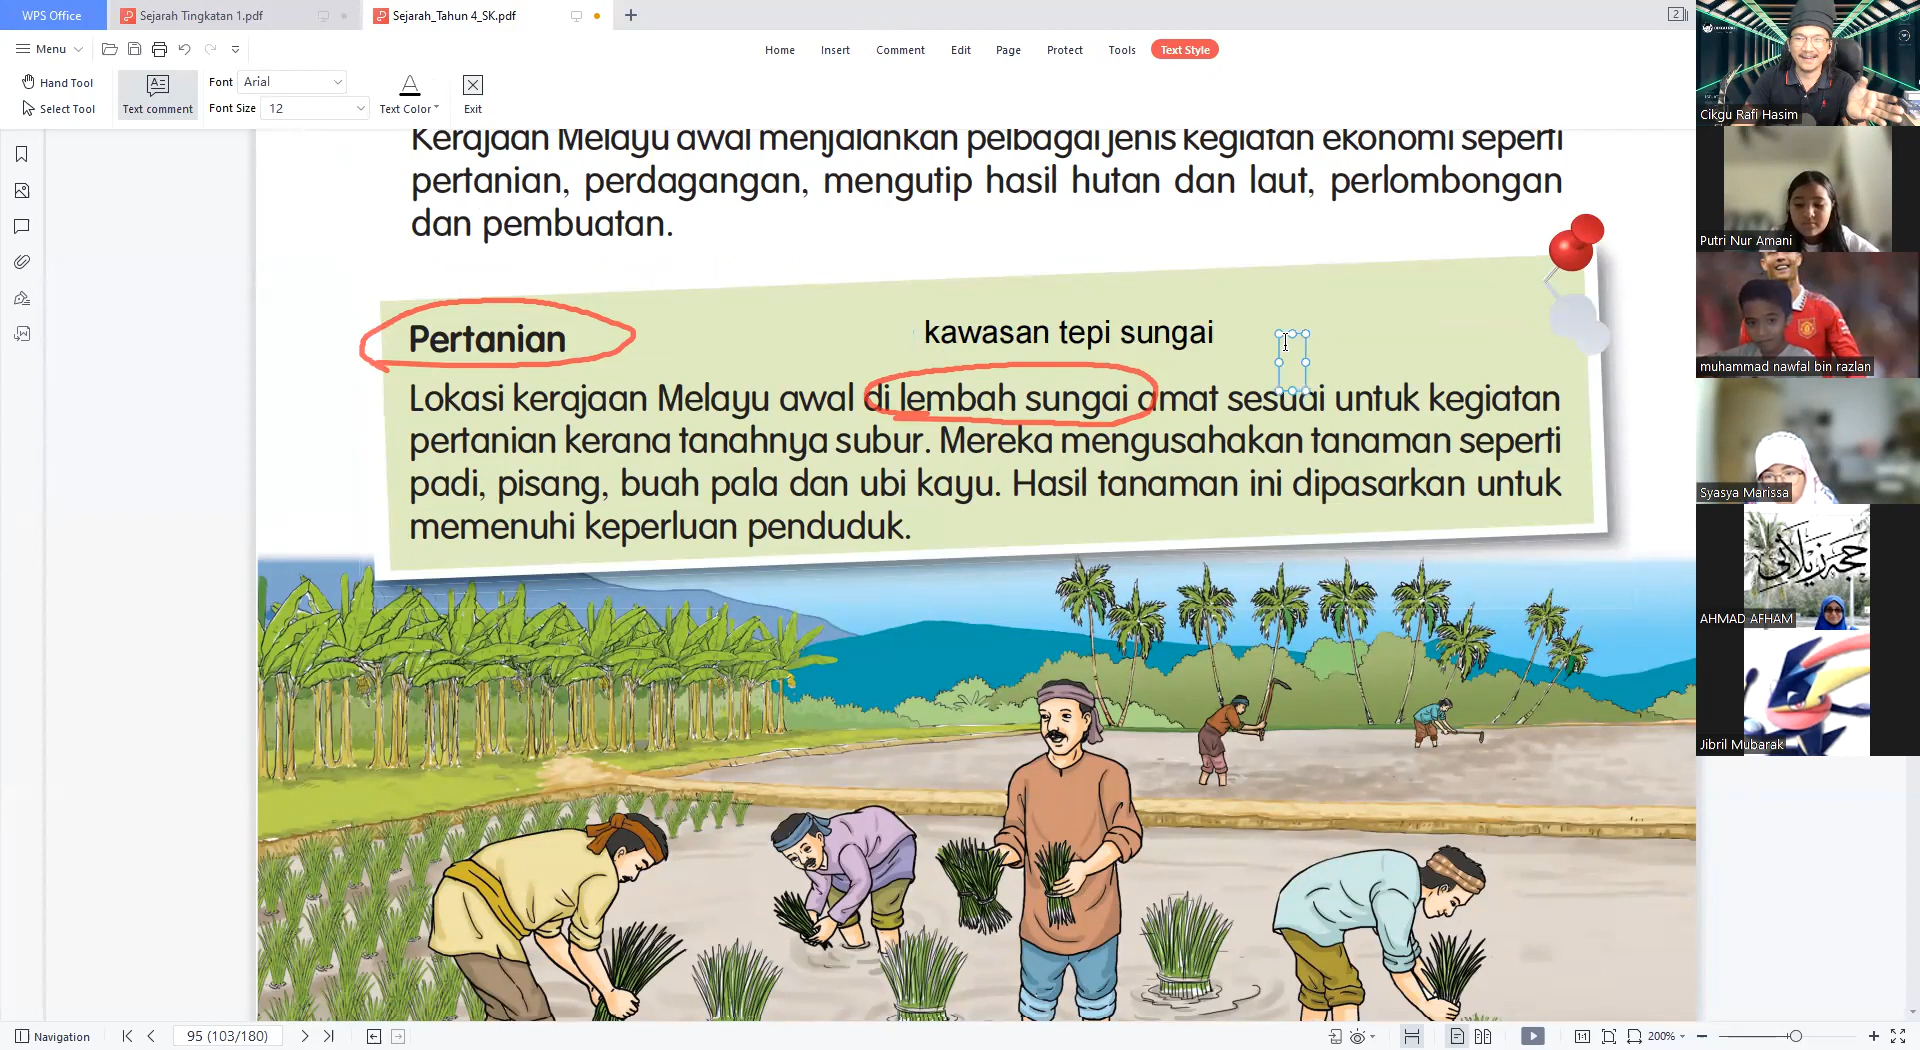 WPS Office
Sejarah Tingkatan 1.pdf
Sejarah_Tahun 4_SK.pdf
2
Menu
Home
Insert
Comment
Edit
Page
Protect
Tools
Text Style
Hand Tool
Select Tool
Text comment
Font Arial
Font Size 12
Text Color
Exit
Kerajaan Melayu awal menjalankan pelbagai jenis kegiatan ekonomi seperti
pertanian, perdagangan, mengutip hasil hutan dan laut, perlombongan
dan pembuatan.
Pertanian
kawasan tepi sungai
Lokasi kerajaan Melayu awal di lembah sungai amat sesuai untuk kegiatan
pertanian kerana tanahnya subur. Mereka mengusahakan tanaman seperti
padi, pisang, buah pala dan ubi kayu. Hasil tanaman ini dipasarkan untuk
memenuhi keperluan penduduk.
Cikgu Rafi Hasim
Putri Nur Amani
muhammad nawfal bin razlan
Syasya Marissa
AHMAD AFHAM
Jibril Mubarak
Navigation
95 (103/180)
1:1
200%